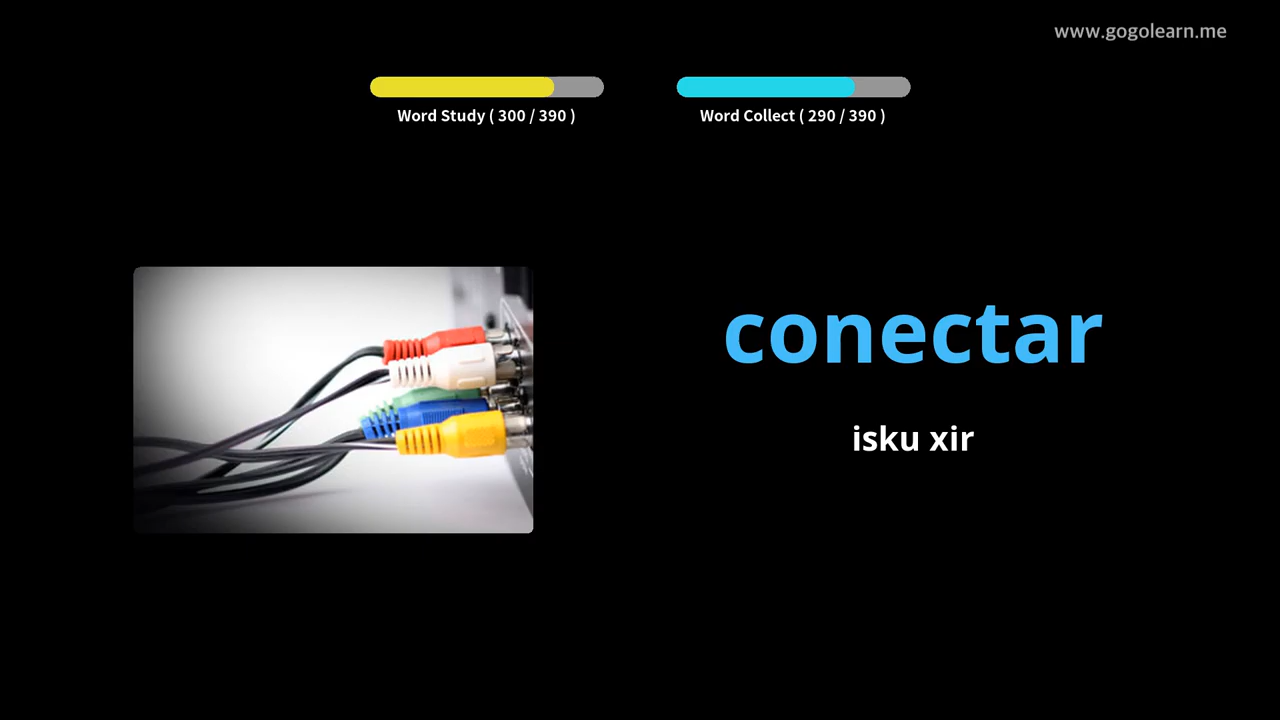 www.gogolearn.me
Word Study ( 300 / 390 )
Word Collect ( 290 / 390 )
conectar
isku xir